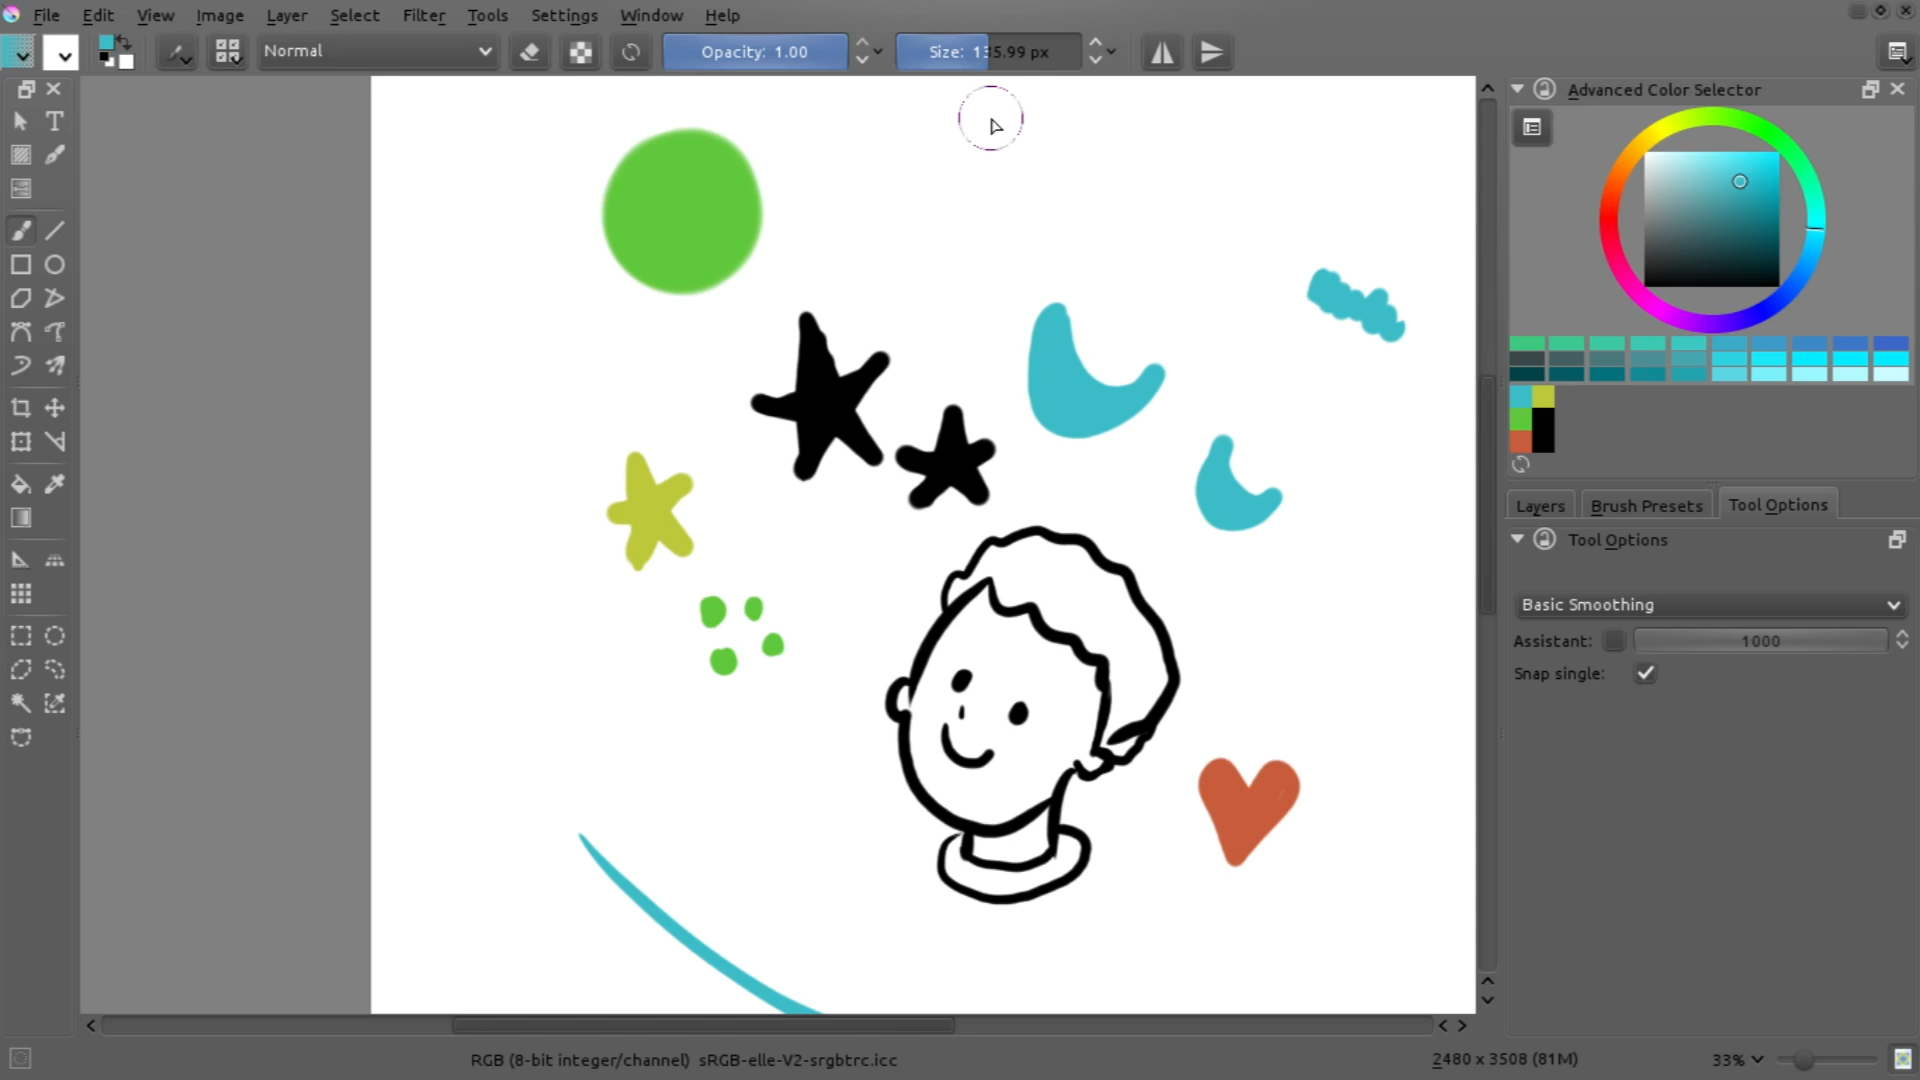 File Edit View Image Layer Select Filter Tools Settings Window Help
Normal Opacity: 1.00 Size: 135.99 px
Advanced Color Selector
Layers Brush Presets Tool Options
Tool Options
Basic Smoothing
Assistant: 1000
Snap single:
RGB (8-bit integer/channel) sRGB-elle-V2-srgbtrc.icc 2480 x 3508 (81M) 33%